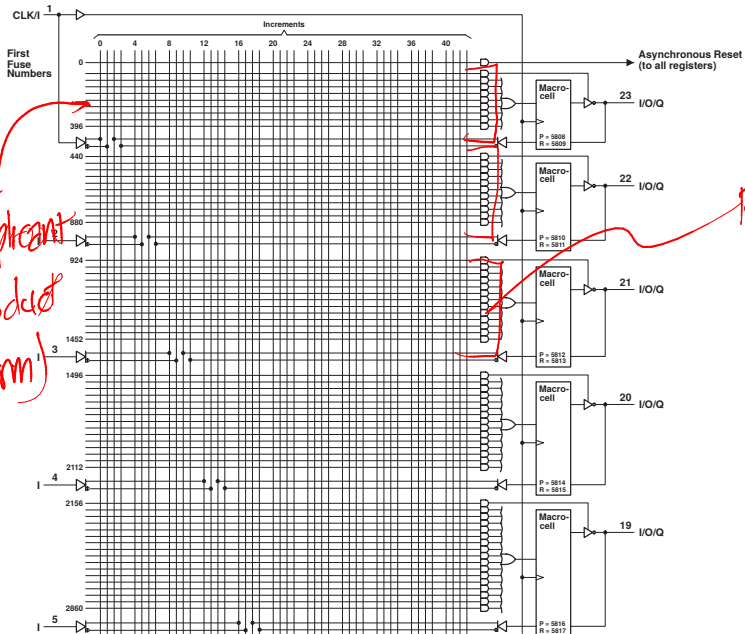 CLK/I 1
Increments
First
Fuse
Numbers
0 4 8 12 16 20 24 28 32 36 40
0
Asynchronous Reset
(to all registers)
396
Macro-
cell
23 I/O/Q
P = 5808
R = 5809
440
Macro-
cell
22 I/O/Q
880
2
P = 5810
R = 5811
924
Macro-
cell
21 I/O/Q
1452
I 3
P = 5812
R = 5813
1496
Macro-
cell
20 I/O/Q
2112
I 4
P = 5814
R = 5815
2156
Macro-
cell
19 I/O/Q
2860
I 5
P = 5816
R = 5817